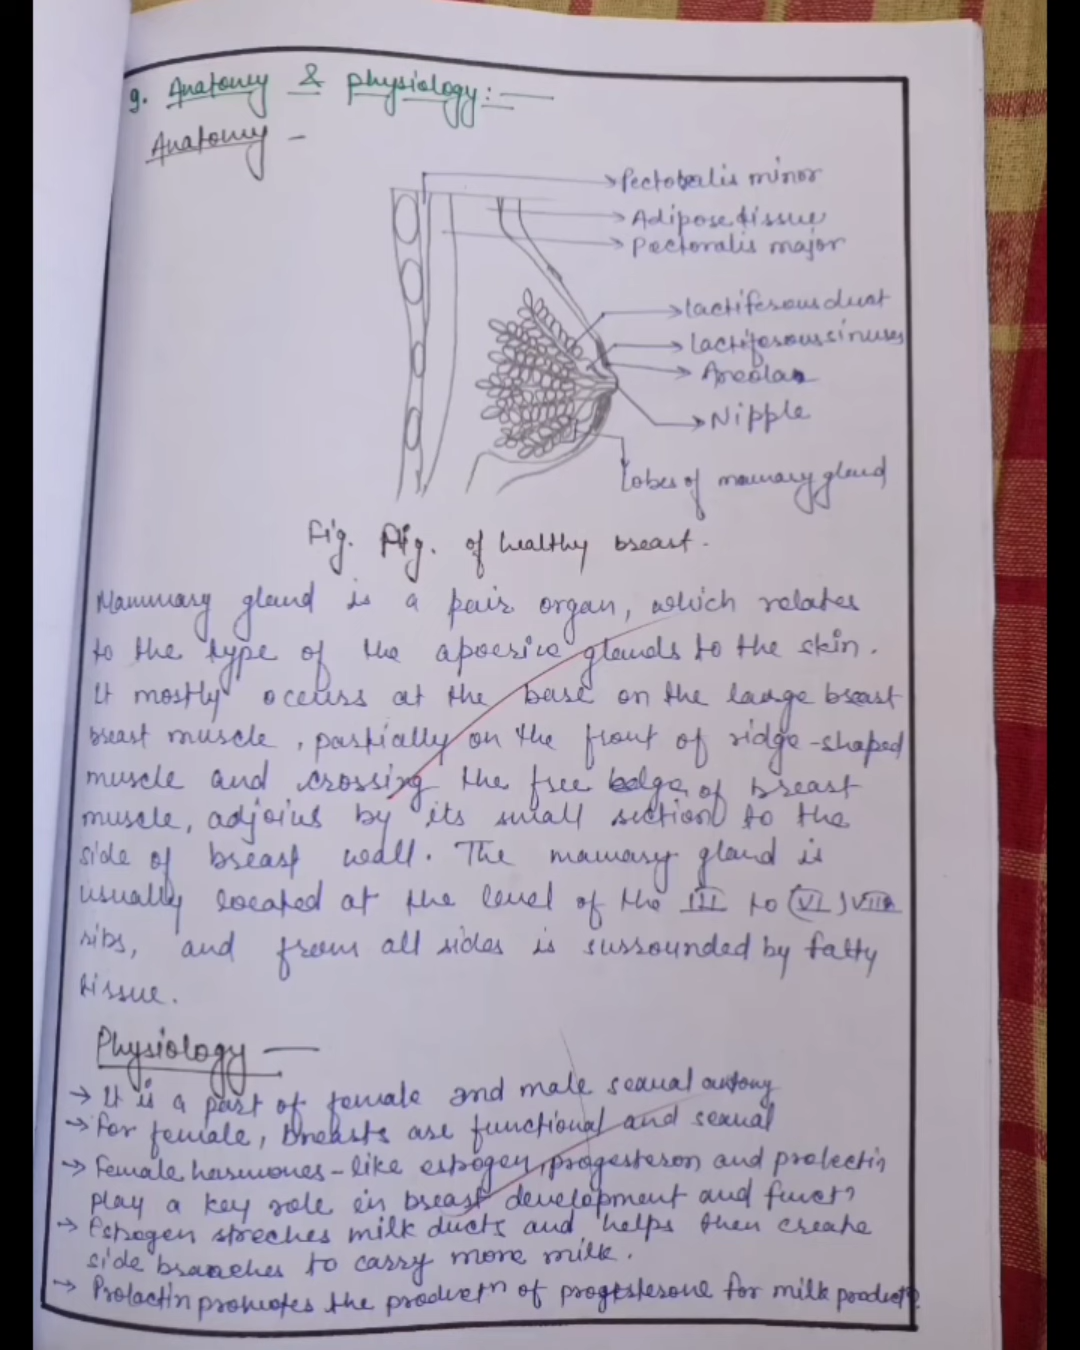 9. Anatomy & physiology: —
Anatomy -
Pectoralis minor
Adipose tissue
Pectoralis major
Lactiferous duct
Lactiferous sinuses
Areola
Nipple
Lobes of mamary gland
Fig. Fig. of healthy breast.
Mammary gland is a pair organ, which relates
to the type of the apocrine glands to the skin.
It mostly occurs at the base on the large breast
breast muscle, partially on the front of ridge-shaped
muscle and crossing the free edge of breast
muscle, adjoins by its small section to the
side of breast wall. The mamary gland is
usually located at the level of the III to (VI) VII
ribs, and from all sides is surrounded by fatty
tissue.
Physiology —
→ It is a part of female and male sexual
→ For female, breasts are functional and sexual
→ Female harmones-like estrogen, progesteron and prolectin
play a key role in breast development and funct?
→ Estrogen streches milk ducts and helps then create
side branches to carry more milk.
→ Prolactin promotes the productn of progesterone for milk product?